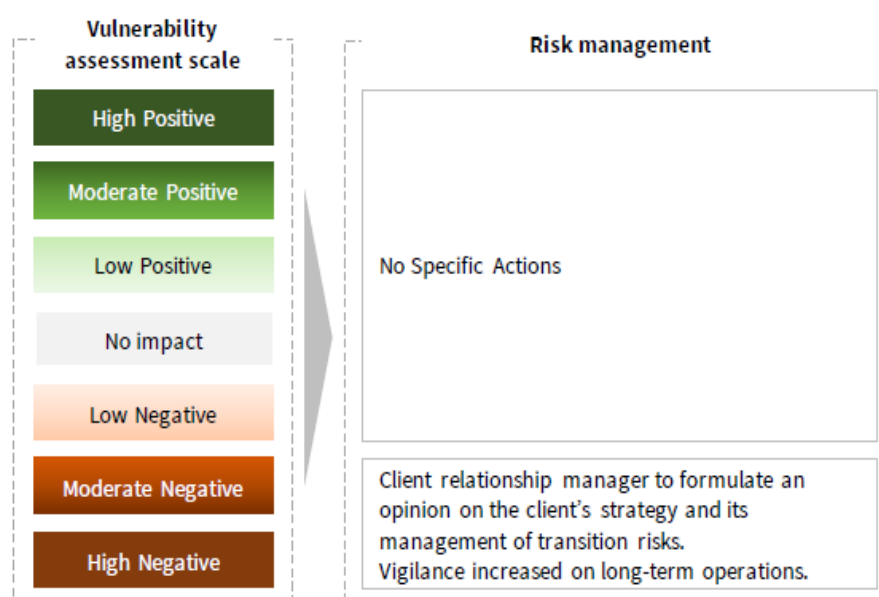 Vulnerability
assessment scale
High Positive
Moderate Positive
Low Positive
No impact
Low Negative
Moderate Negative
High Negative
Risk management
No Specific Actions
Client relationship manager to formulate an
opinion on the client’s strategy and its
management of transition risks.
Vigilance increased on long-term operations.